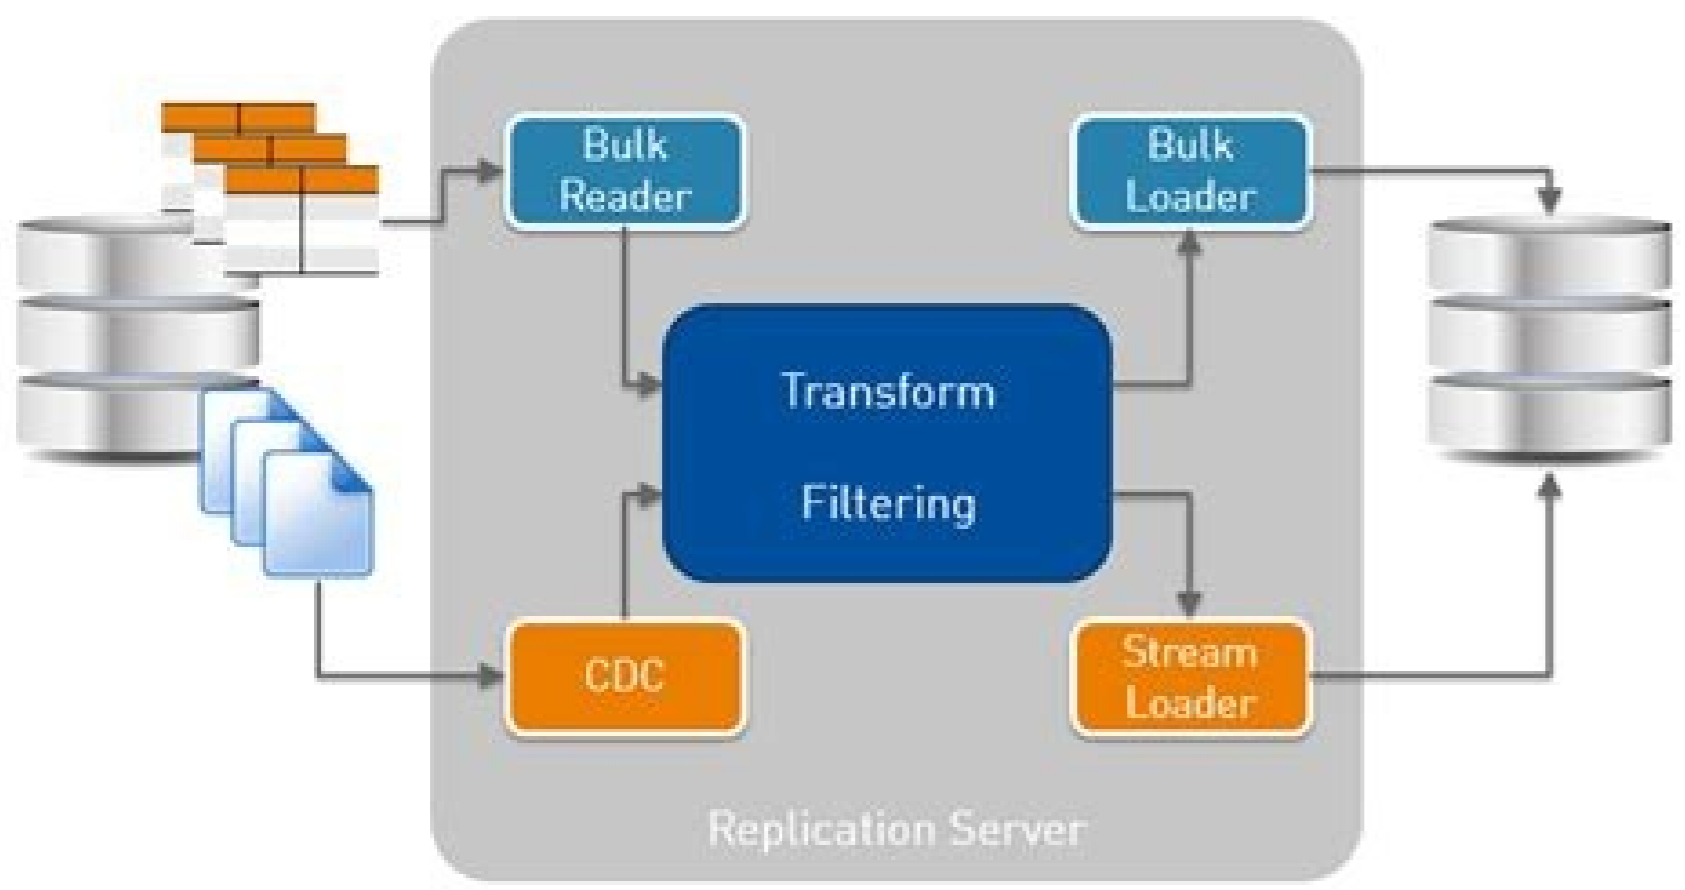 Bulk
Reader
Bulk
Loader
Transform
Filtering
CDC
Stream
Loader
Replication Server